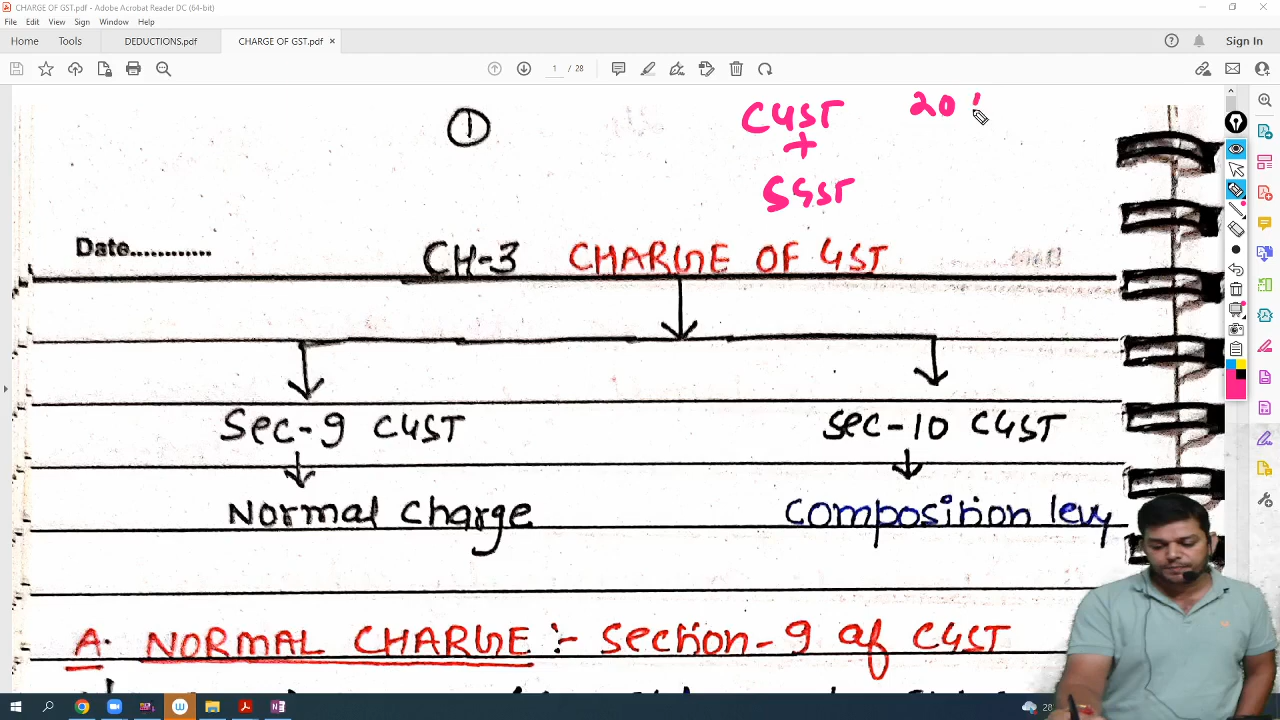 CHARGE OF GST.pdf - Adobe Acrobat Reader DC (64-bit)
File Edit View Sign Window Help
Home Tools DEDUCTIONS.pdf CHARGE OF GST.pdf × Sign In
1 / 28
①
CGST 20
+
SGST
Date............
CH-3 CHARGE OF GST
Sec-9 CGST Sec-10 CGST
Normal Charge Composition levy
A. NORMAL CHARGE :- Section-9 of CGST
28